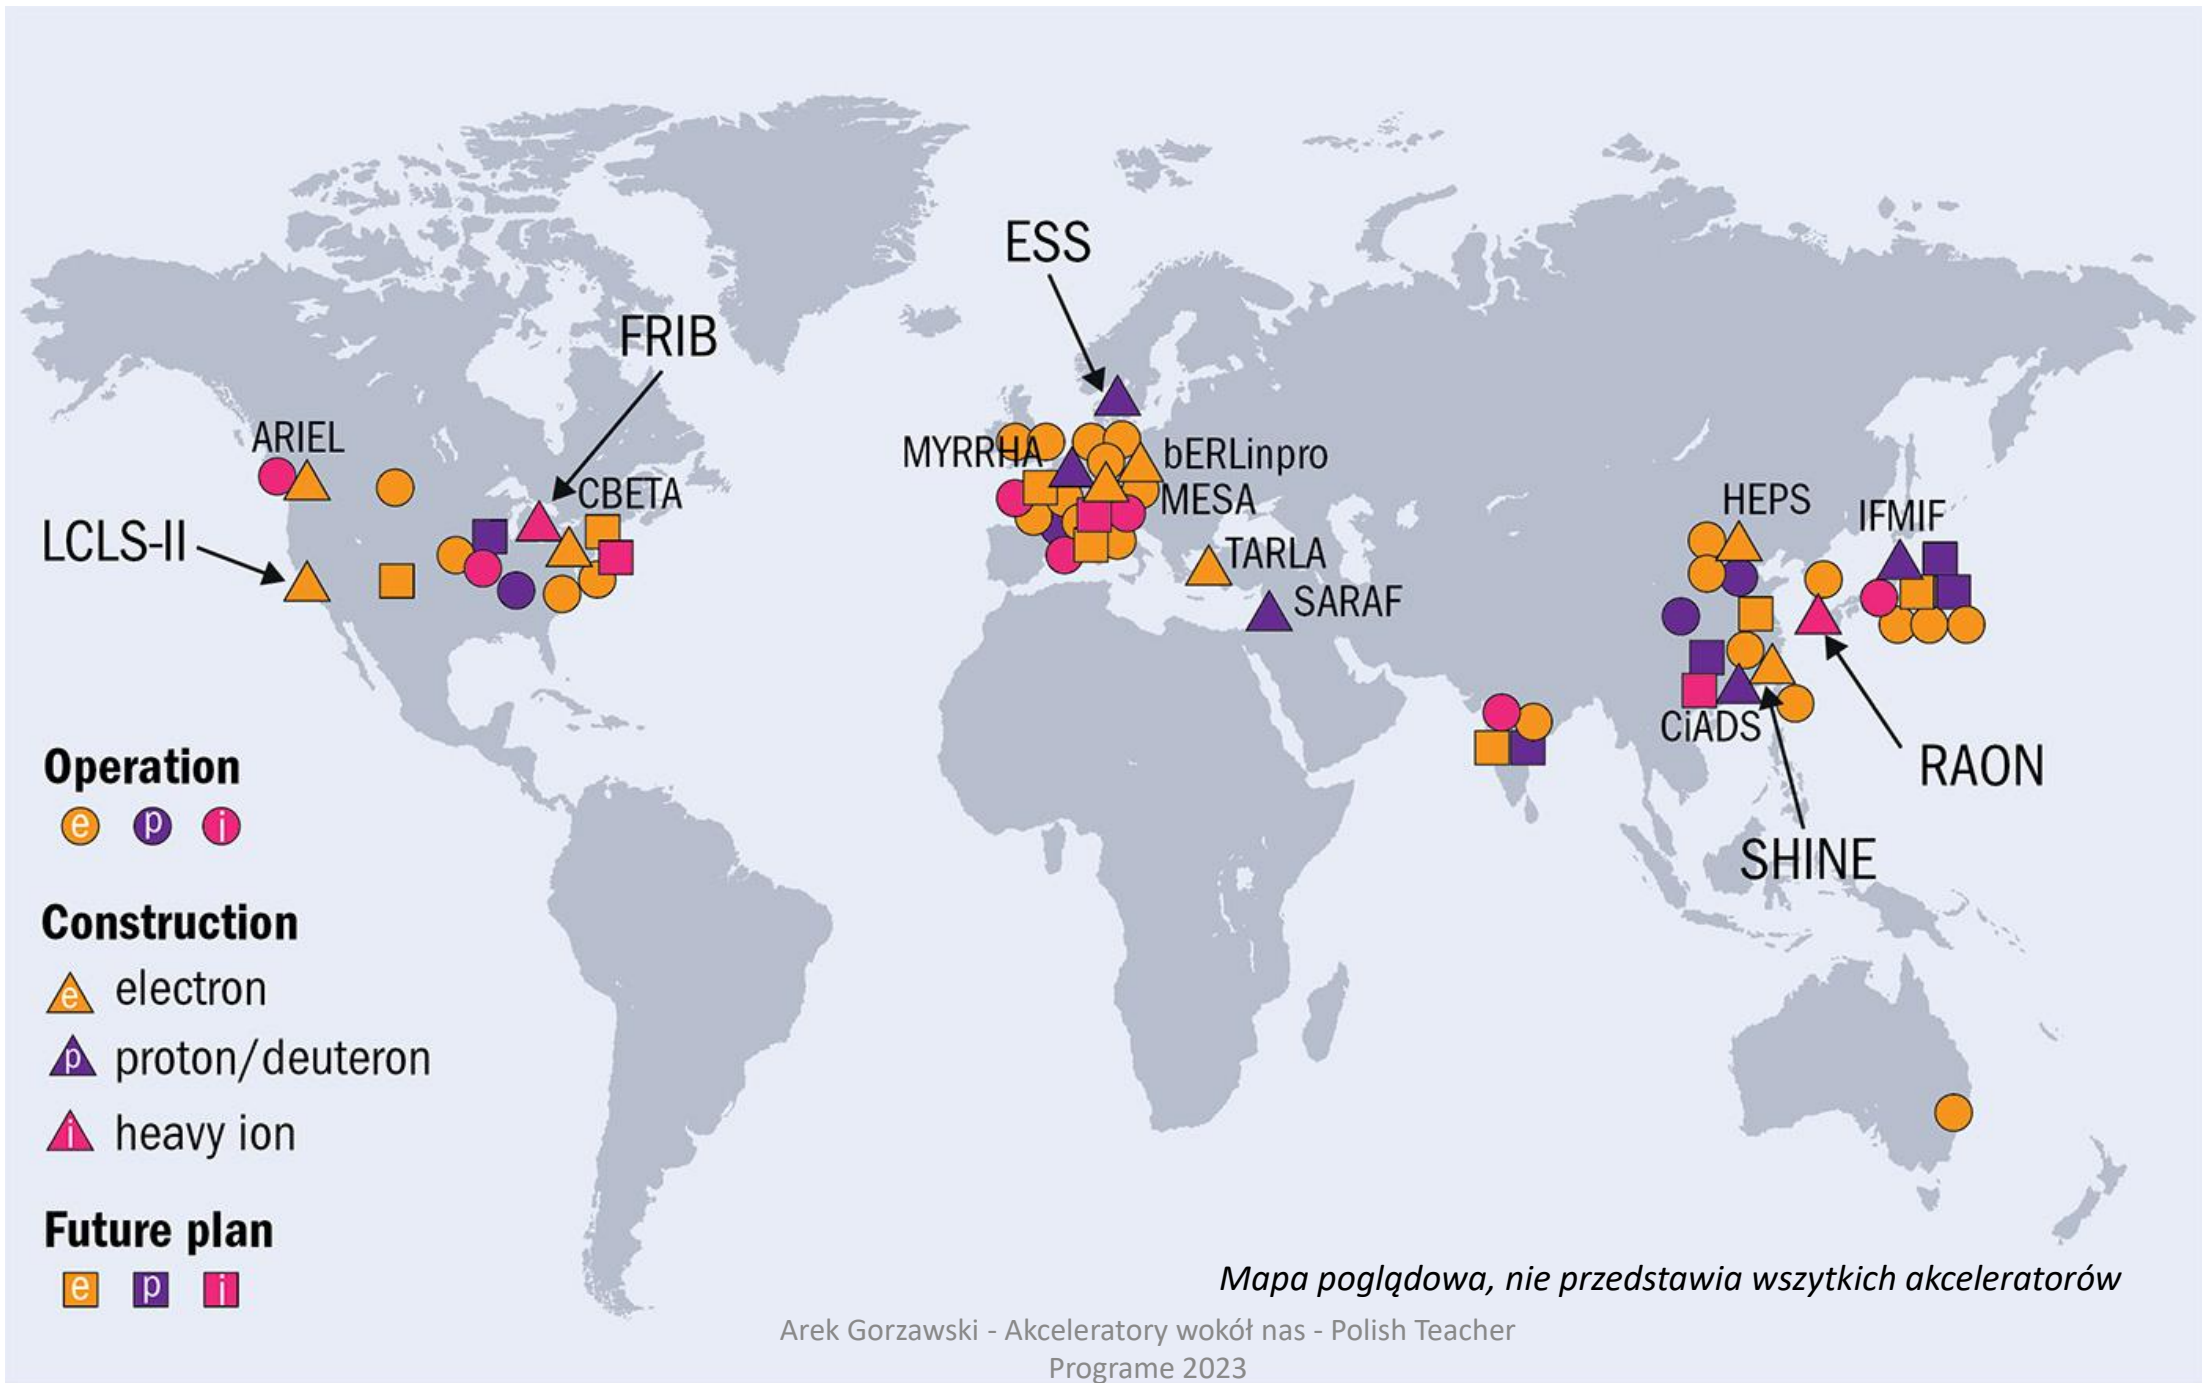 ESS
FRIB
ARIEL
MYRRHA
bERLinpro
CBETA
MESA
HEPS
IFMIF
LCLS-II
TARLA
SARAF
CiADS
RAON
SHINE
Operation
e p i
Construction
e electron
p proton/deuteron
i heavy ion
Future plan
e p i
Mapa poglądowa, nie przedstawia wszytkich akceleratorów
Arek Gorzawski - Akceleratory wokół nas - Polish Teacher
Programe 2023